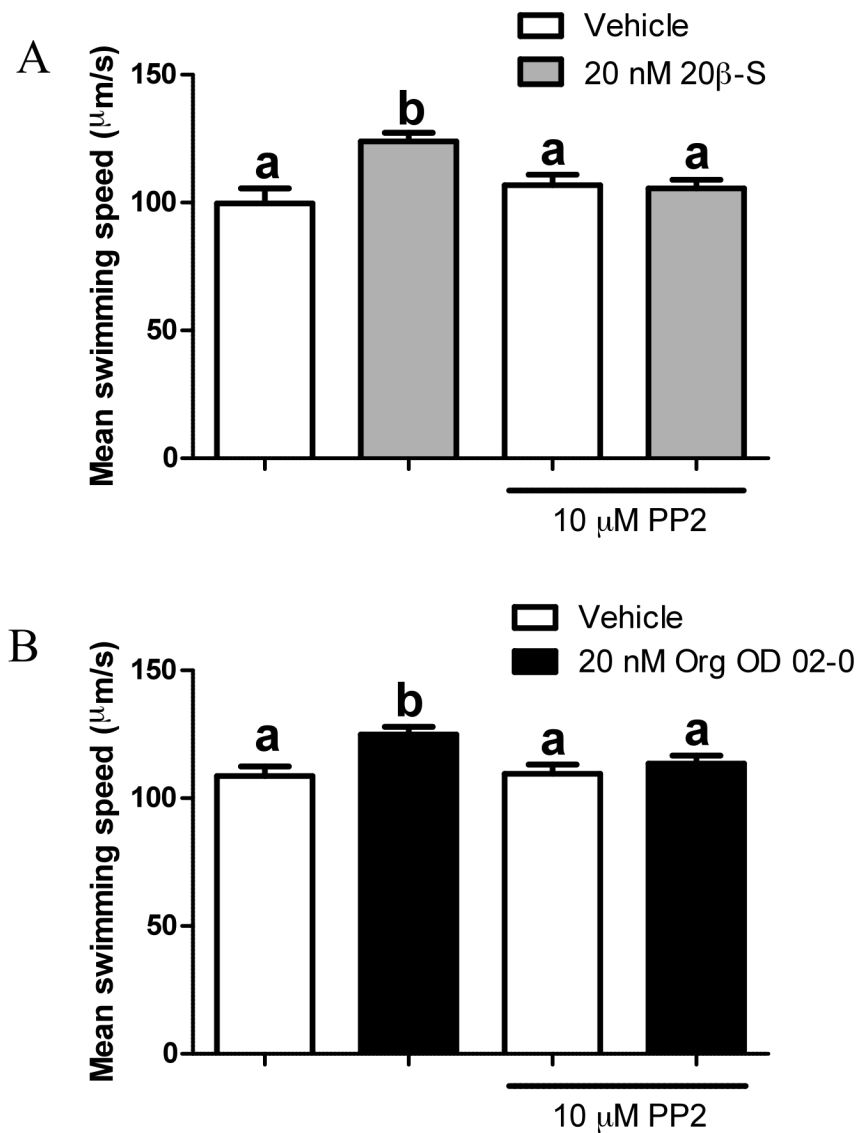 A
Vehicle
20 nM 20β-S
Mean swimming speed (μm/s)
150
100
50
0
a
b
a
a
10 μM PP2
B
Vehicle
20 nM Org OD 02-0
Mean swimming speed (μm/s)
150
100
50
0
a
b
a
a
10 μM PP2